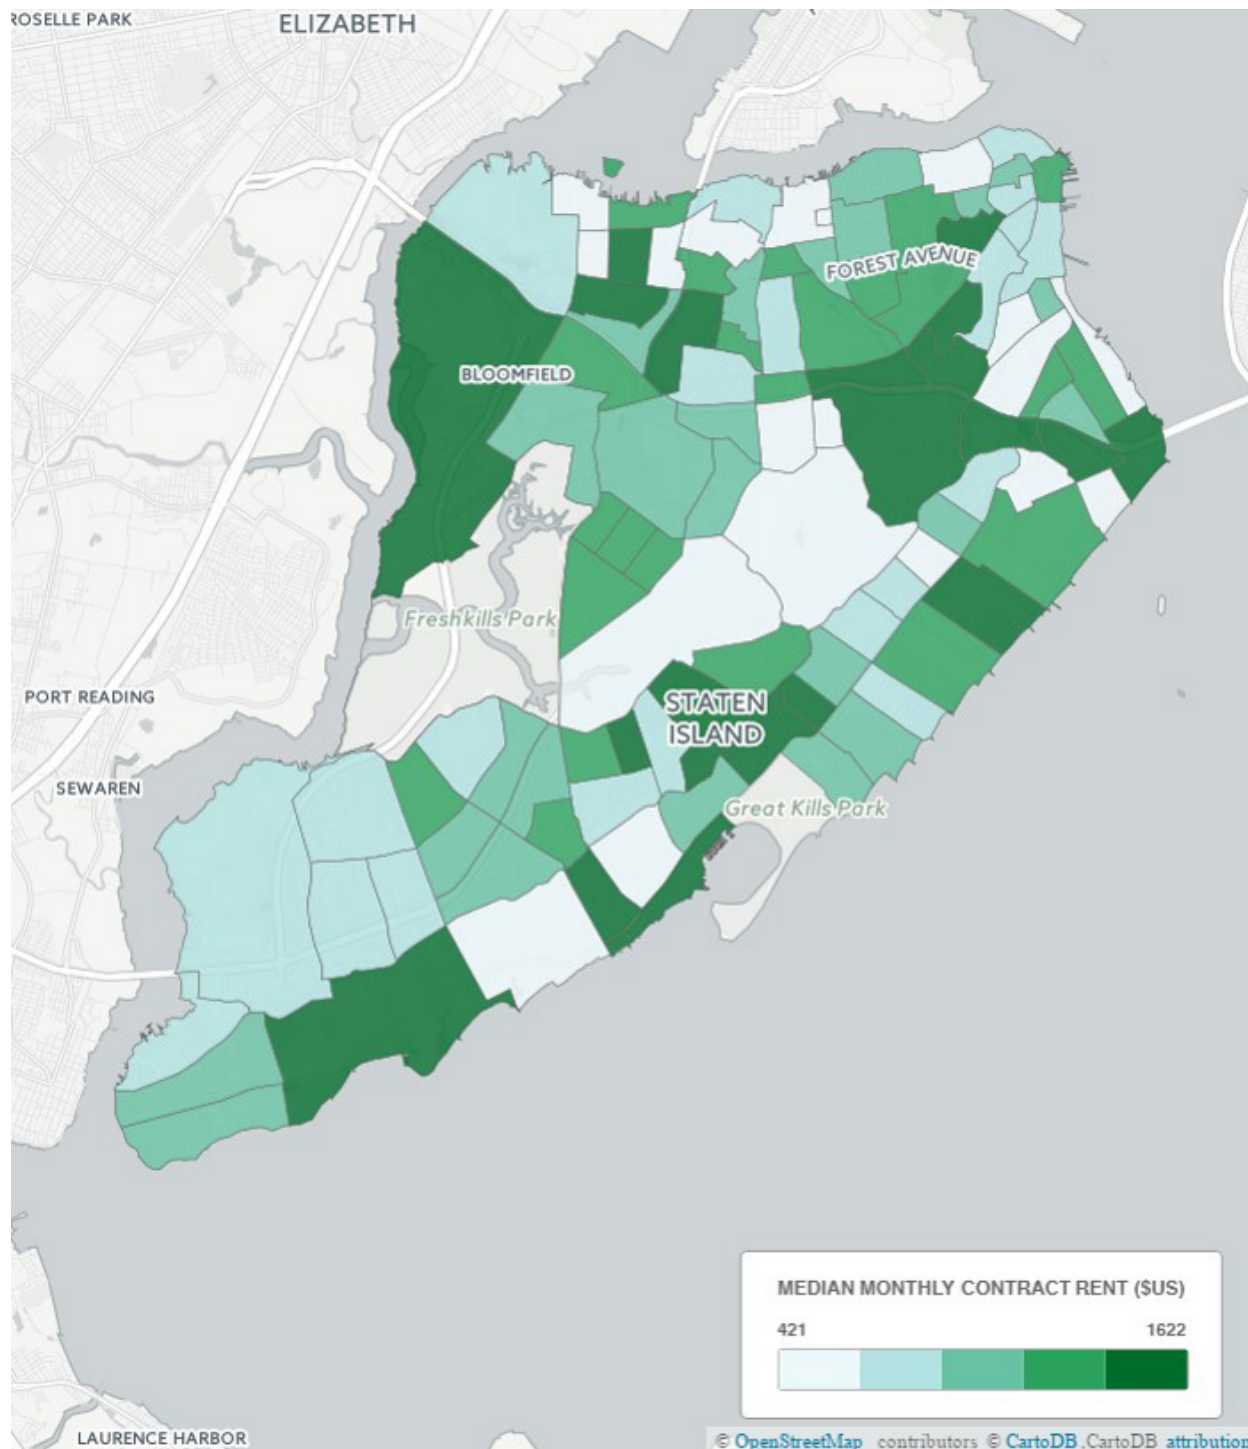 ROSELLE PARK
ELIZABETH
FOREST AVENUE
BLOOMFIELD
Freshkills Park
PORT READING
STATEN
ISLAND
SEWAREN
Great Kills Park
MEDIAN MONTHLY CONTRACT RENT ($US)
421 1622
LAURENCE HARBOR
© OpenStreetMap contributors © CartoDB ,CartoDB attribution